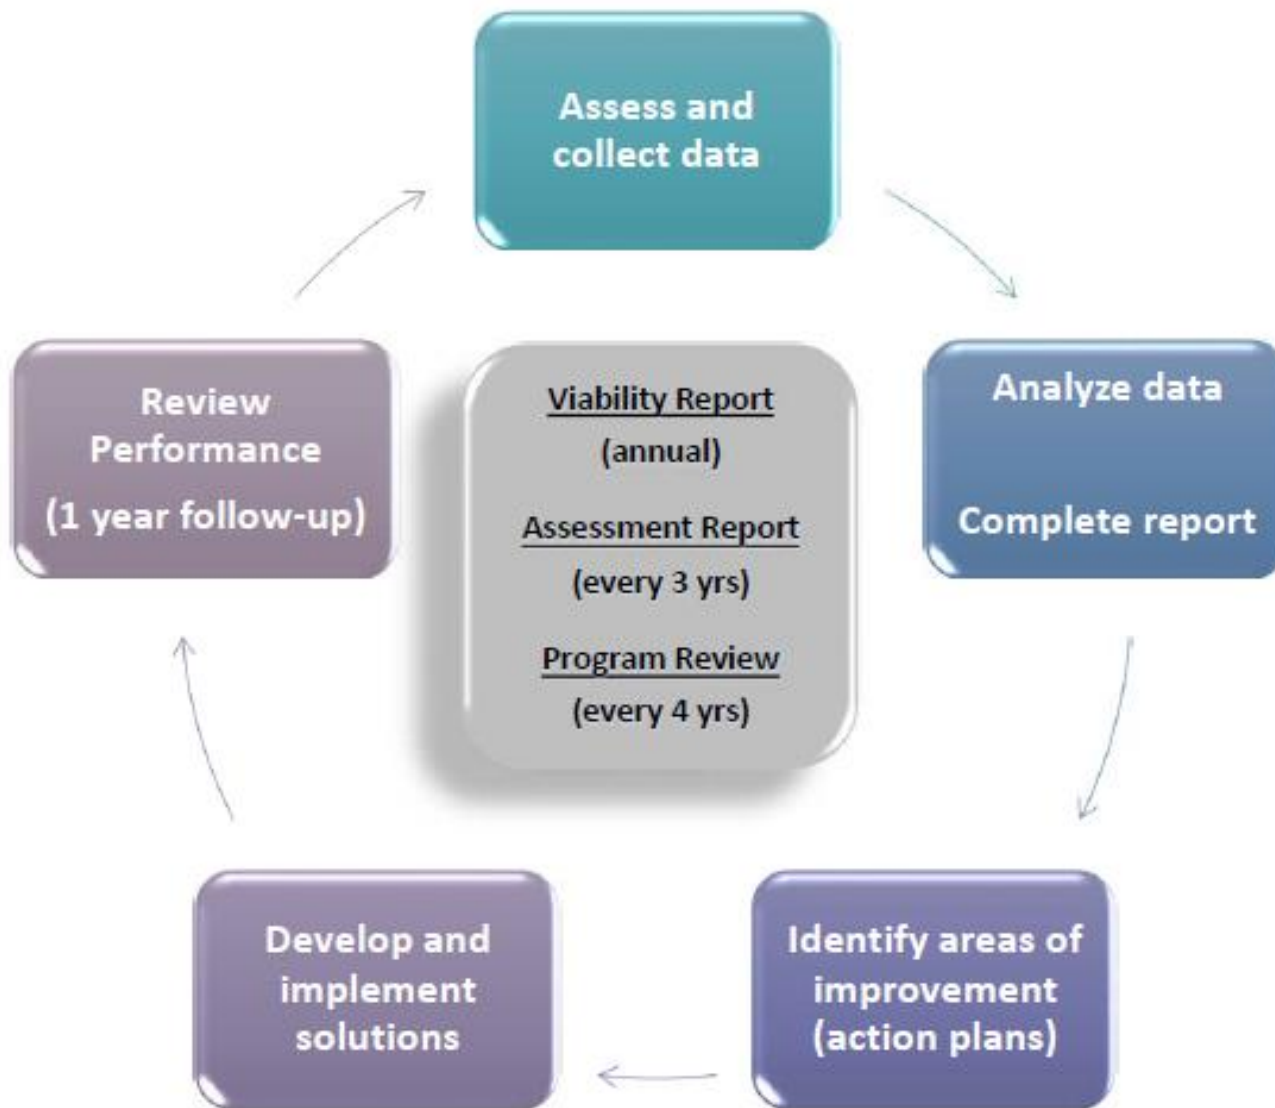 Assess and
collect data
Analyze data
Complete report
Identify areas of
improvement
(action plans)
Develop and
implement
solutions
Review
Performance
(1 year follow-up)
Viability Report
(annual)
Assessment Report
(every 3 yrs)
Program Review
(every 4 yrs)